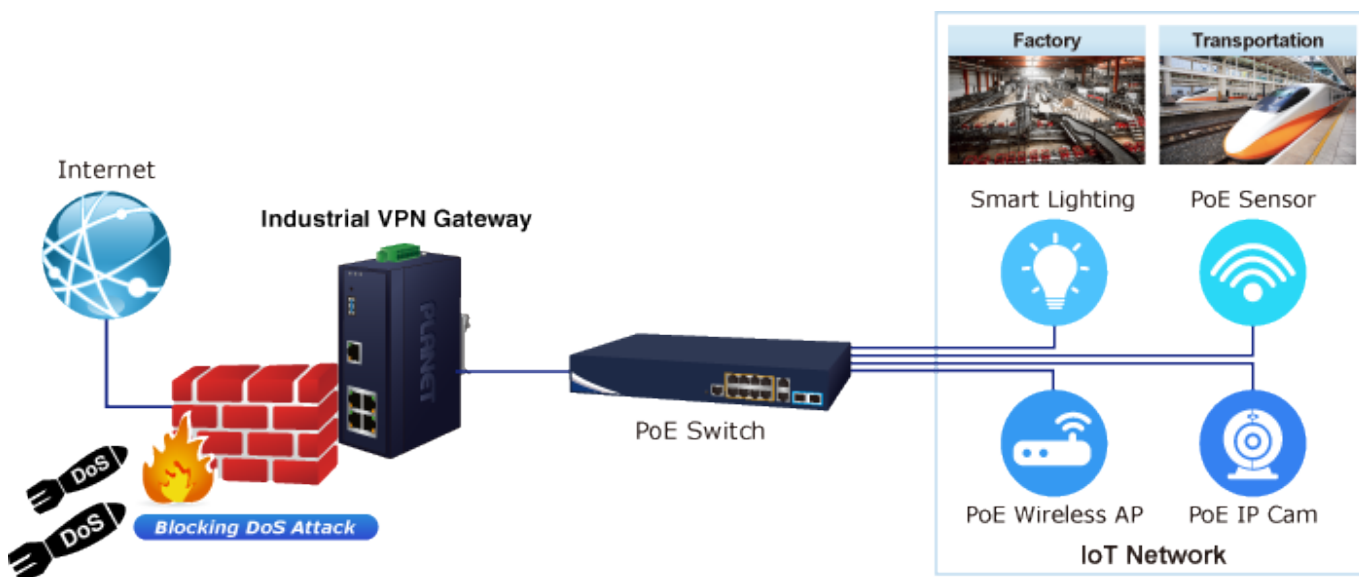 Factory
Transportation
Internet
Industrial VPN Gateway
Smart Lighting
PoE Sensor
PLANET
PoE Switch
DoS
DoS
Blocking DoS Attack
PoE Wireless AP
PoE IP Cam
IoT Network